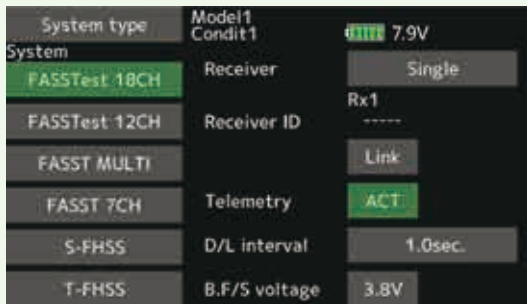 System type
Model1
Condit1
7.9V
System
FASSTest 18CH
Receiver
Single
Rx1
FASSTest 12CH
Receiver ID
-----
FASST MULTI
Link
FASST 7CH
Telemetry
ACT
S-FHSS
D/L interval
1.0sec.
T-FHSS
B.F/S voltage
3.8V